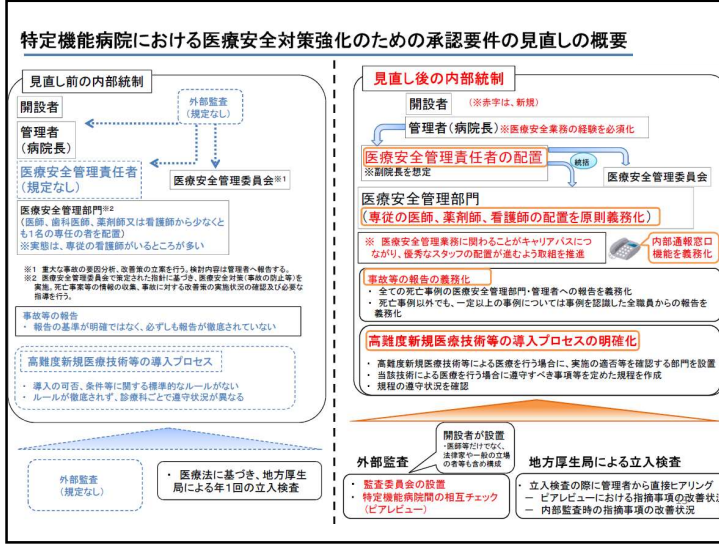 特定機能病院における医療安全対策強化のための承認要件の見直しの概要
見直し前の内部統制
開設者
管理者
(病院長)
外部監査
(規定なし)
医療安全管理責任者
(規定なし)
医療安全管理委員会※1
医療安全管理部門※2
(医師、歯科医師、薬剤師又は看護師から少なくと
も1名の専任の者を配置)
※実態は、専従の看護師がいるところが多い
※1 重大な事故の要因分析、改善策の立案を行う。検討内容は管理者へ報告する。
※2 医療安全管理委員会で策定された指針に基づき、医療安全対策(事故の防止等)を
実施。死亡事案等の情報の収集、事故に対する改善策の実施状況の確認及び必要な
指導を行う。
事故等の報告
・ 報告の基準が明確ではなく、必ずしも報告が徹底されていない
高難度新規医療技術等の導入プロセス
・ 導入の可否、条件等に関する標準的なルールがない
・ ルールが徹底されず、診療科ごとで遵守状況が異なる
外部監査
(規定なし)
・ 医療法に基づき、地方厚生
局による年1回の立入検査
見直し後の内部統制
開設者 (※赤字は、新規)
管理者(病院長)※医療安全業務の経験を必須化
医療安全管理責任者の配置
※副院長を想定
統括
医療安全管理委員会
医療安全管理部門
(専従の医師、薬剤師、看護師の配置を原則義務化)
※ 医療安全管理業務に関わることがキャリアパスにつ
ながり、優秀なスタッフの配置が進むよう取組を推進
内部通報窓口
機能を義務化
事故等の報告の義務化
・ 全ての死亡事例の医療安全管理部門・管理者への報告を義務化
・ 死亡事例以外でも、一定以上の事例については事例を認識した全職員からの報告を
義務化
高難度新規医療技術等の導入プロセスの明確化
・ 高難度新規医療技術等による医療を行う場合に、実施の適否等を確認する部門を設置
・ 当該技術による医療を行う場合に遵守すべき事項等を定めた規程を作成
・ 規程の遵守状況を確認
外部監査
開設者が設置
・医師等だけでなく、
法律家や一般の立場
の者等も含め構成
・ 監査委員会の設置
・ 特定機能病院間の相互チェック
(ピアレビュー)
地方厚生局による立入検査
・ 立入検査の際に管理者から直接ヒアリング
― ピアレビューにおける指摘事項の改善状
― 内部監査時の指摘事項の改善状況